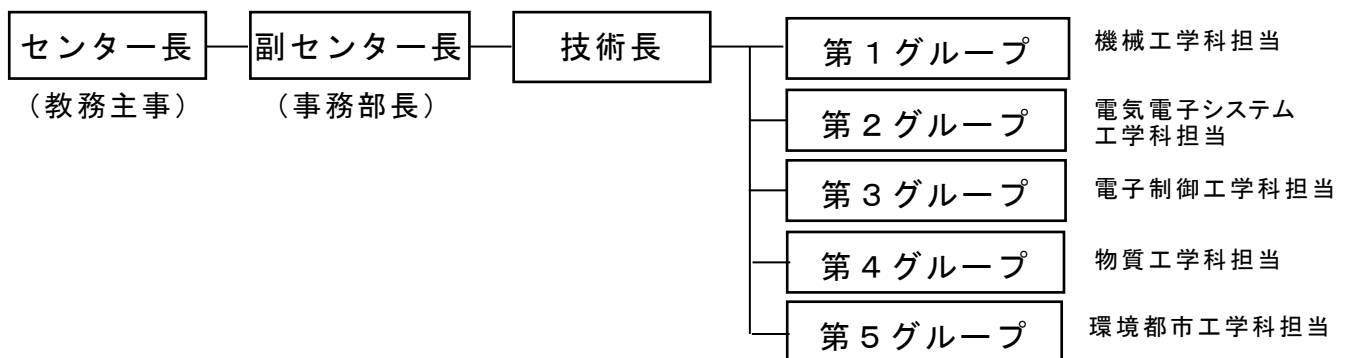 センター長
副センター長
技術長
第１グループ
機械工学科担当
（教務主事）
（事務部長）
第２グループ
電気電子システム
工学科担当
第３グループ
電子制御工学科担当
第４グループ
物質工学科担当
第５グループ
環境都市工学科担当